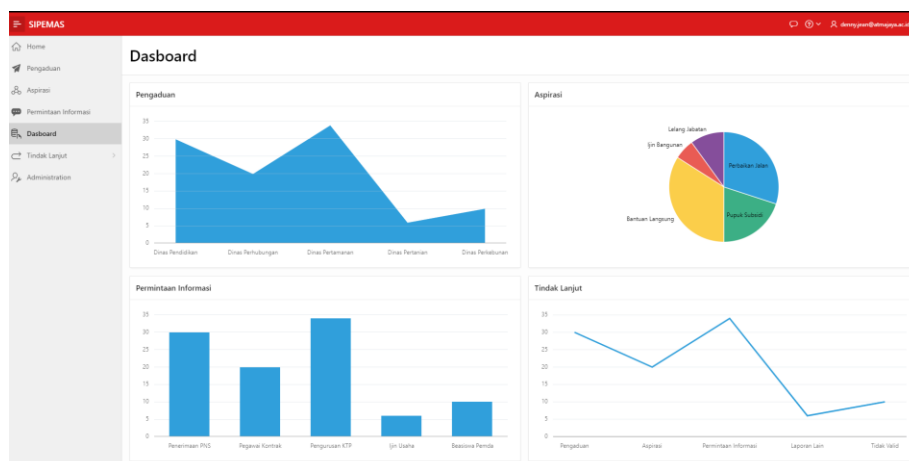 SIPEMAS
denny.jean@atmajaya.ac.id
Home
Pengaduan
Aspirasi
Permintaan Informasi
Dasboard
Tindak Lanjut
Administration
Dasboard
Pengaduan
35
30
25
20
15
10
5
0
Dinas Pendidikan Dinas Perhubungan Dinas Pertamanan Dinas Pertanian Dinas Perkebunan
Aspirasi
Lelang Jabatan
Ijin Bangunan
Perbaikan Jalan
Bantuan Langsung
Pupuk Subsidi
Permintaan Informasi
35
30
25
20
15
10
5
0
Penerimaan PNS Pegawai Kontrak Pengurusan KTP Ijin Usaha Beasiswa Pemda
Tindak Lanjut
35
30
25
20
15
10
5
0
Pengaduan Aspirasi Permintaan Informasi Laporan Lain Tidak Valid